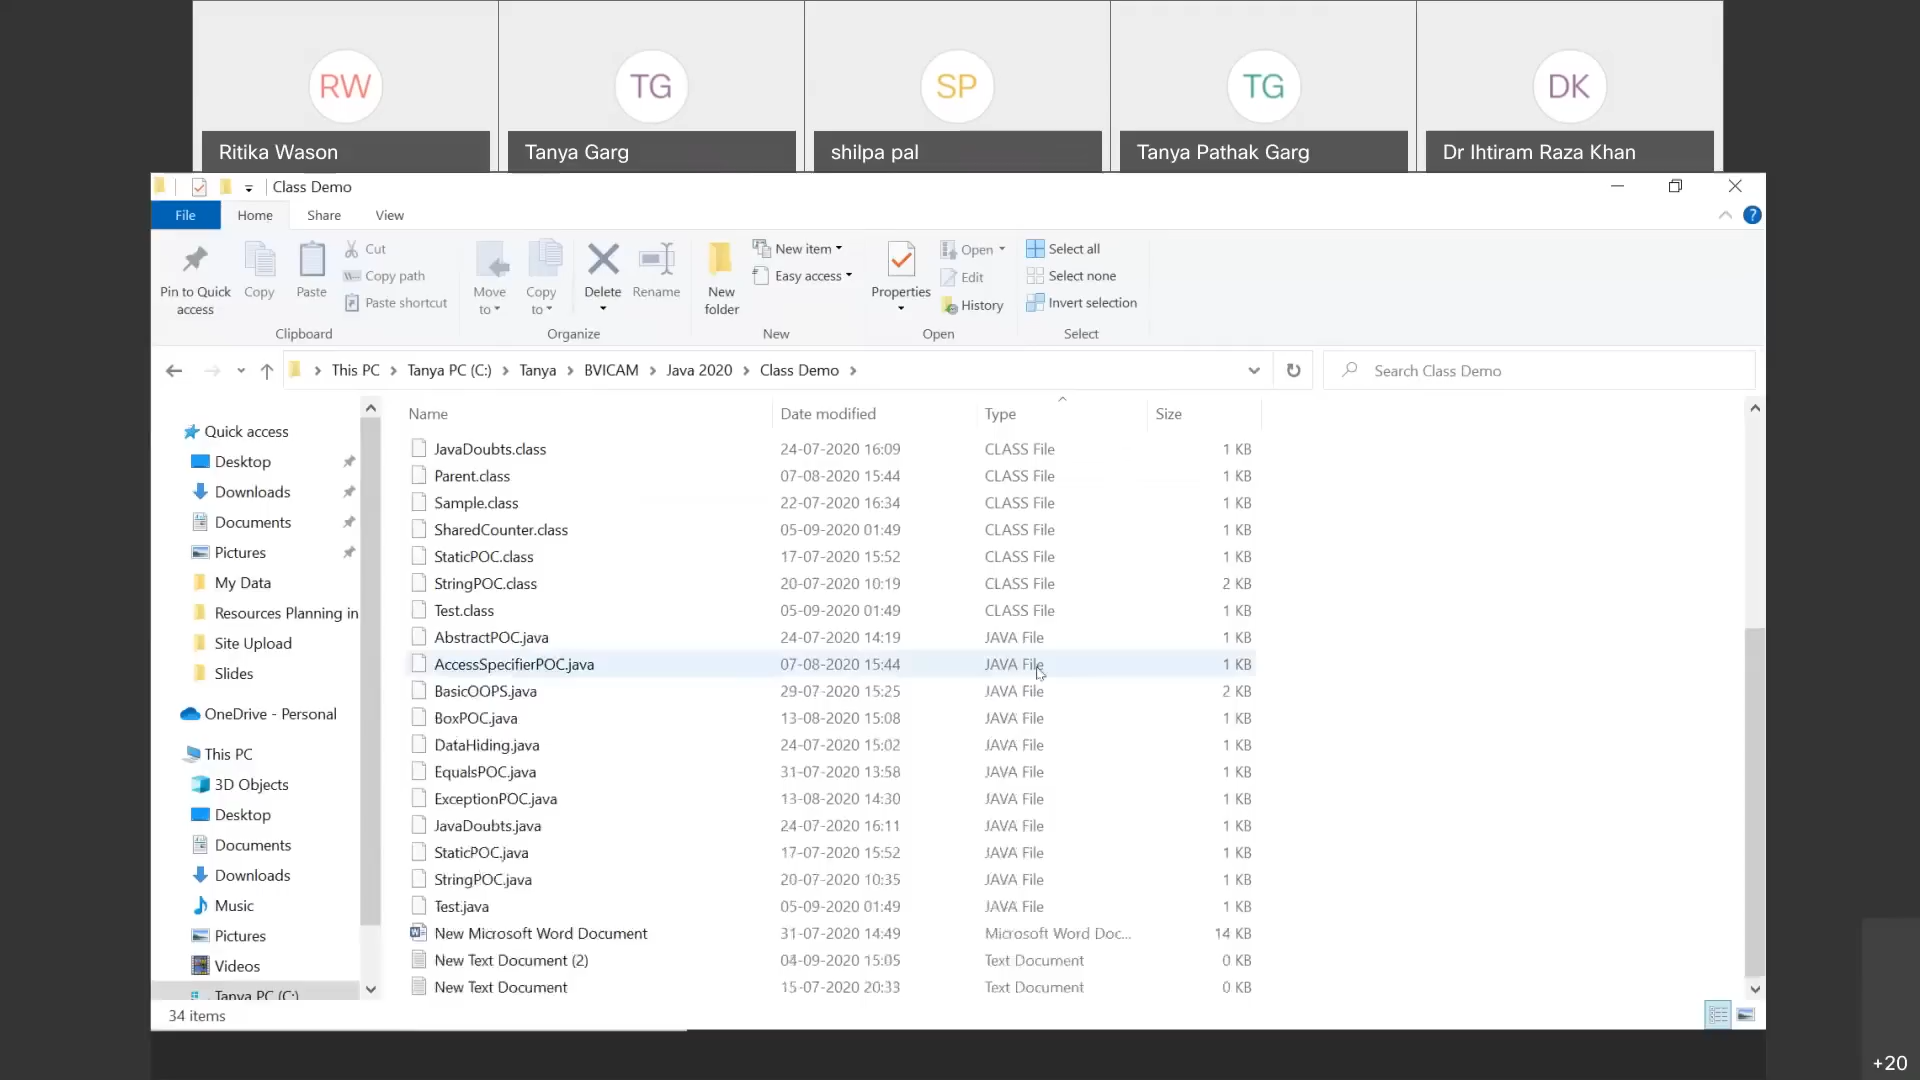 RW TG SP TG DK
Ritika Wason Tanya Garg shilpa pal Tanya Pathak Garg Dr Ihtiram Raza Khan
Class Demo
File Home Share View
Pin to Quick access
Copy
Paste
Cut
Copy path
Paste shortcut
Clipboard
Move to
Copy to
Delete
Rename
Organize
New folder
New item
Easy access
New
Properties
Open
Edit
History
Open
Select all
Select none
Invert selection
Select
This PC > Tanya PC (C:) > Tanya > BVICAM > Java 2020 > Class Demo >
Search Class Demo
Quick access
Desktop
Downloads
Documents
Pictures
My Data
Resources Planning in
Site Upload
Slides
OneDrive - Personal
This PC
3D Objects
Desktop
Documents
Downloads
Music
Pictures
Videos
Tanya PC (C:)
Name Date modified Type Size
JavaDoubts.class 24-07-2020 16:09 CLASS File 1 KB
Parent.class 07-08-2020 15:44 CLASS File 1 KB
Sample.class 22-07-2020 16:34 CLASS File 1 KB
SharedCounter.class 05-09-2020 01:49 CLASS File 1 KB
StaticPOC.class 17-07-2020 15:52 CLASS File 1 KB
StringPOC.class 20-07-2020 10:19 CLASS File 2 KB
Test.class 05-09-2020 01:49 CLASS File 1 KB
AbstractPOC.java 24-07-2020 14:19 JAVA File 1 KB
AccessSpecifierPOC.java 07-08-2020 15:44 JAVA File 1 KB
BasicOOPS.java 29-07-2020 15:25 JAVA File 2 KB
BoxPOC.java 13-08-2020 15:08 JAVA File 1 KB
DataHiding.java 24-07-2020 15:02 JAVA File 1 KB
EqualsPOC.java 31-07-2020 13:58 JAVA File 1 KB
ExceptionPOC.java 13-08-2020 14:30 JAVA File 1 KB
JavaDoubts.java 24-07-2020 16:11 JAVA File 1 KB
StaticPOC.java 17-07-2020 15:52 JAVA File 1 KB
StringPOC.java 20-07-2020 10:35 JAVA File 1 KB
Test.java 05-09-2020 01:49 JAVA File 1 KB
New Microsoft Word Document 31-07-2020 14:49 Microsoft Word Doc... 14 KB
New Text Document (2) 04-09-2020 15:05 Text Document 0 KB
New Text Document 15-07-2020 20:33 Text Document 0 KB
34 items
+20